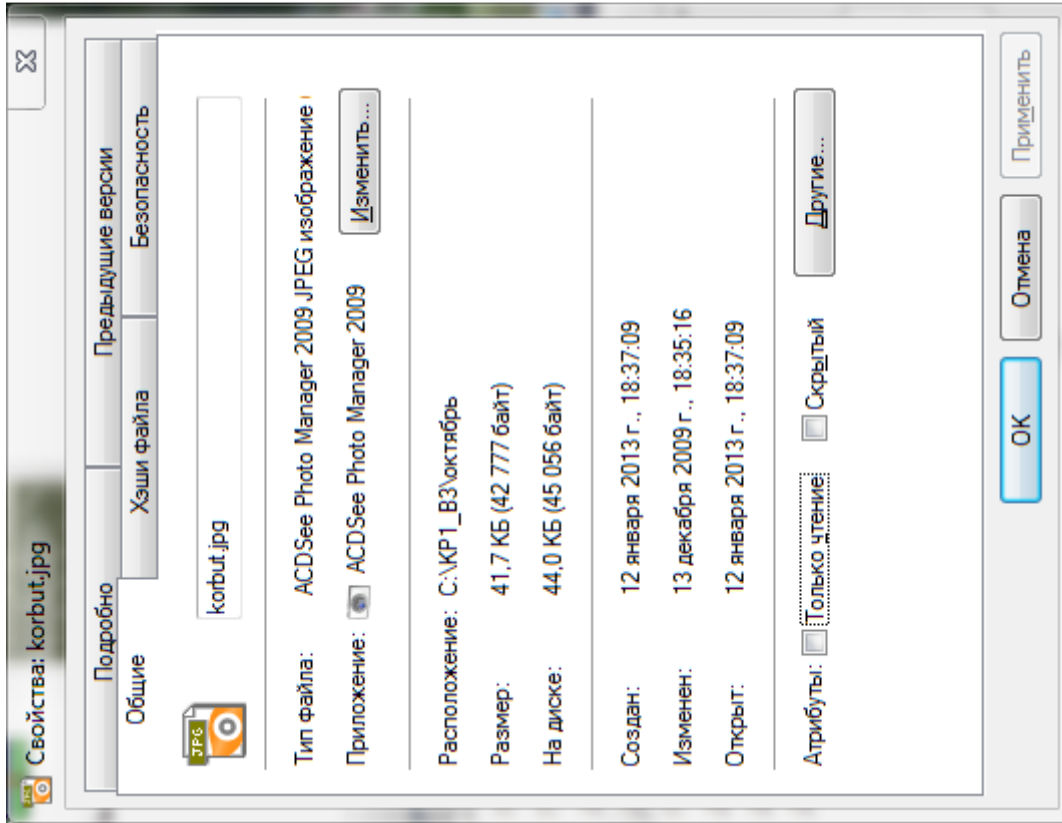 Свойства: korbut.jpg
Подробно Предыдущие версии
Общие Хэши файла Безопасность
JPG
korbut.jpg
Тип файла: ACDSee Photo Manager 2009 JPEG изображение
Приложение: ACDSee Photo Manager 2009 Изменить...
Расположение: C:\KP1_B3\октябрь
Размер: 41,7 КБ (42 777 байт)
На диске: 44,0 КБ (45 056 байт)
Создан: 12 января 2013 г., 18:37:09
Изменен: 13 декабря 2009 г., 18:35:16
Открыт: 12 января 2013 г., 18:37:09
Атрибуты: Только чтение Скрытый Другие...
ОК Отмена Применить